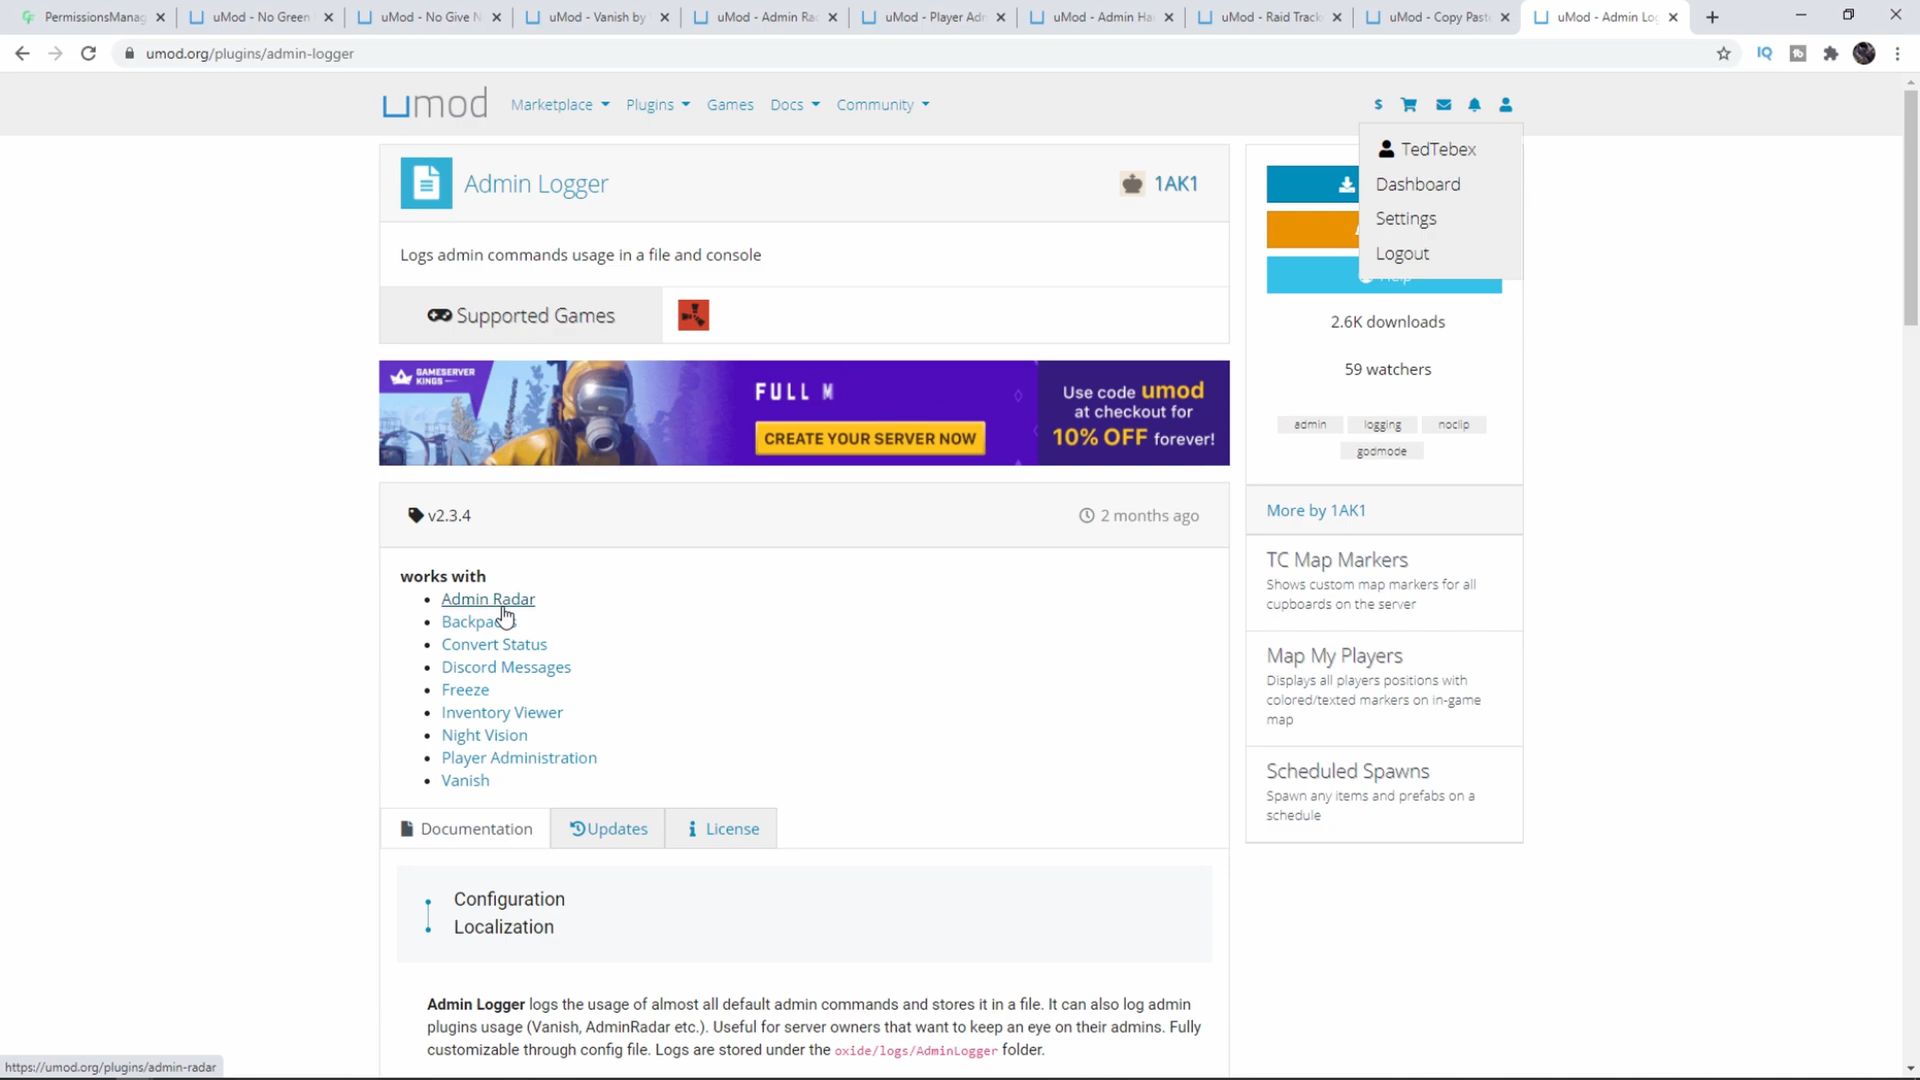 PermissionsManag
uMod - No Green
uMod - No Give N
uMod - Vanish by
uMod - Admin Ra
uMod - Player Adr
uMod - Admin Ha
uMod - Raid Track
uMod - Copy Past
uMod - Admin Log
umod.org/plugins/admin-logger
umod
Marketplace
Plugins
Games
Docs
Community
$
TedTebex
Dashboard
Settings
Logout
Help
Admin Logger
1AK1
Logs admin commands usage in a file and console
Supported Games
GAMESERVER
KINGS
FULL M
CREATE YOUR SERVER NOW
Use code umod
at checkout for
10% OFF forever!
v2.3.4
2 months ago
works with
Admin Radar
Convert Status
Discord Messages
Freeze
Inventory Viewer
Night Vision
Player Administration
Vanish
Documentation
Updates
License
Configuration
Localization
Admin Logger logs the usage of almost all default admin commands and stores it in a file. It can also log admin
plugins usage (Vanish, AdminRadar etc.). Useful for server owners that want to keep an eye on their admins. Fully
customizable through config file. Logs are stored under the oxide/logs/AdminLogger folder.
2.6K downloads
59 watchers
admin
logging
noclip
godmode
More by 1AK1
TC Map Markers
Shows custom map markers for all
cupboards on the server
Map My Players
Displays all players positions with
colored/texted markers on in-game
map
Scheduled Spawns
Spawn any items and prefabs on a
schedule
https://umod.org/plugins/admin-radar